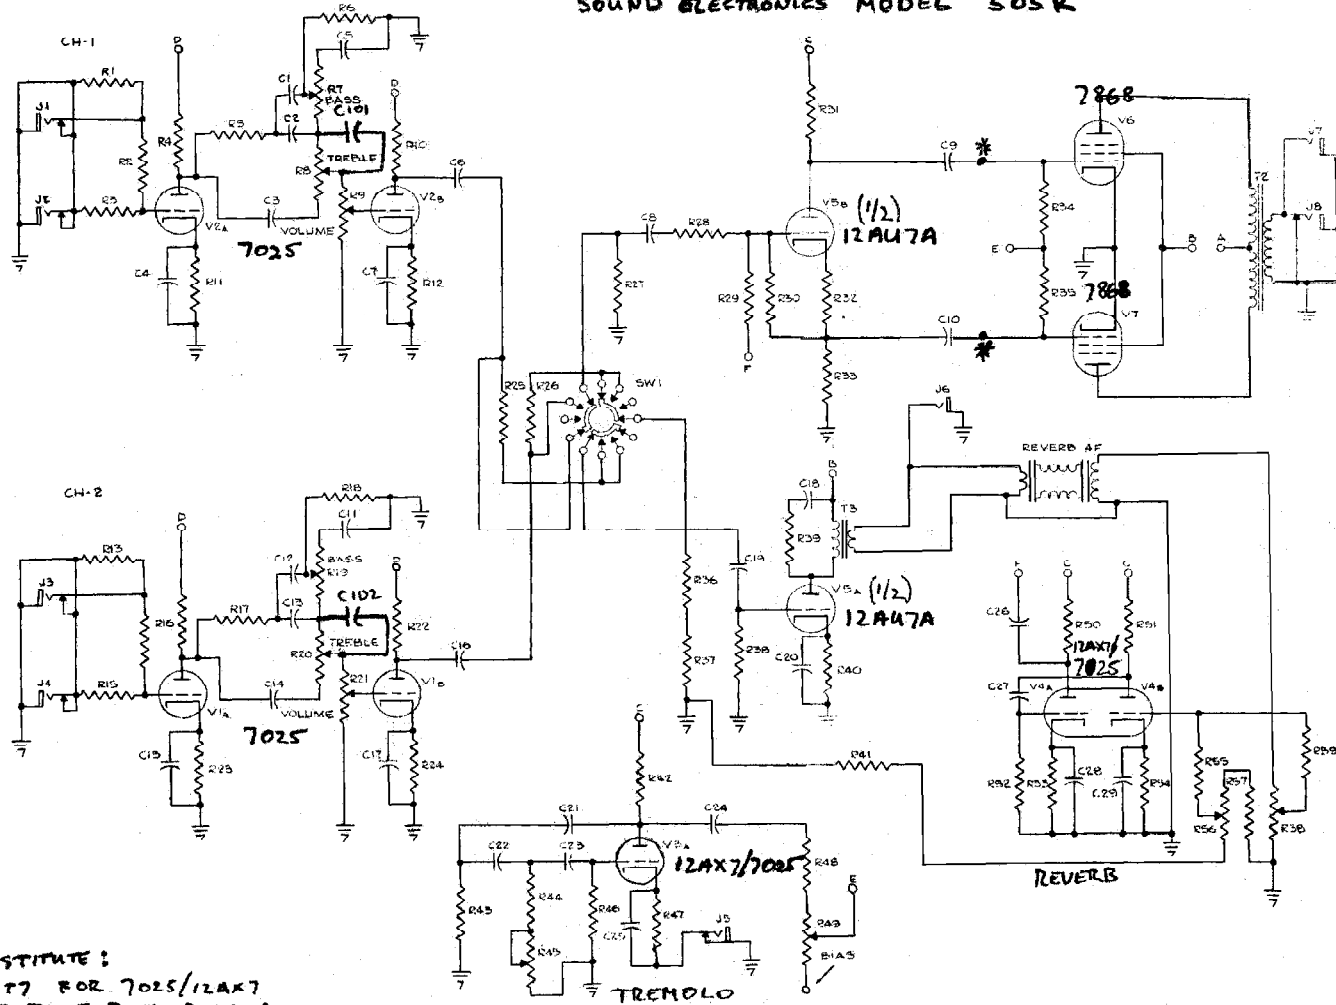 SOUND ELECTRONICS MODEL 505R
CH-1
D
R6
C5
R1
J1
C1
R7
BASS
C101
C2
D
R4
R5
R2
TREBLE
R10
R8
C6
J2
R3
R9
C3
VOLUME
V2A
7025
V2B
C4
R11
C7
R12
C
R31
7868
V6
C9
*
J7
T2
J8
V5B
(1/2)
12AU7A
C8
R28
R34
E
B
A
R27
R29
R30
R32
R35
7868
V7
C10
*
F
R33
R25
R26
SW1
J6
REVERB AF
CH-2
D
R18
C11
R13
J3
C12
BASS
R19
C102
C13
R17
R16
R22
TREBLE
R20
J4
R15
R21
C14
C16
VOLUME
V1A
7025
V1B
C15
R23
C17
R24
B
C18
T3
R39
C19
V5A
(1/2)
12AU7A
R36
R37
R38
C20
R40
F
C
C
C26
R50
R51
12AX7/
7025
C27
V4A
V4B
R52
R53
C28
C29
R54
R55
R57
R59
R56
R38
REVERB
C
R42
R41
C21
C24
C22
C23
V3A
12AX7/7025
R48
E
R43
R44
R46
R47
C25
J5
R45
R49
BIAS
TREMOLO
STITUTE:
T7 FOR 7025/12AX7